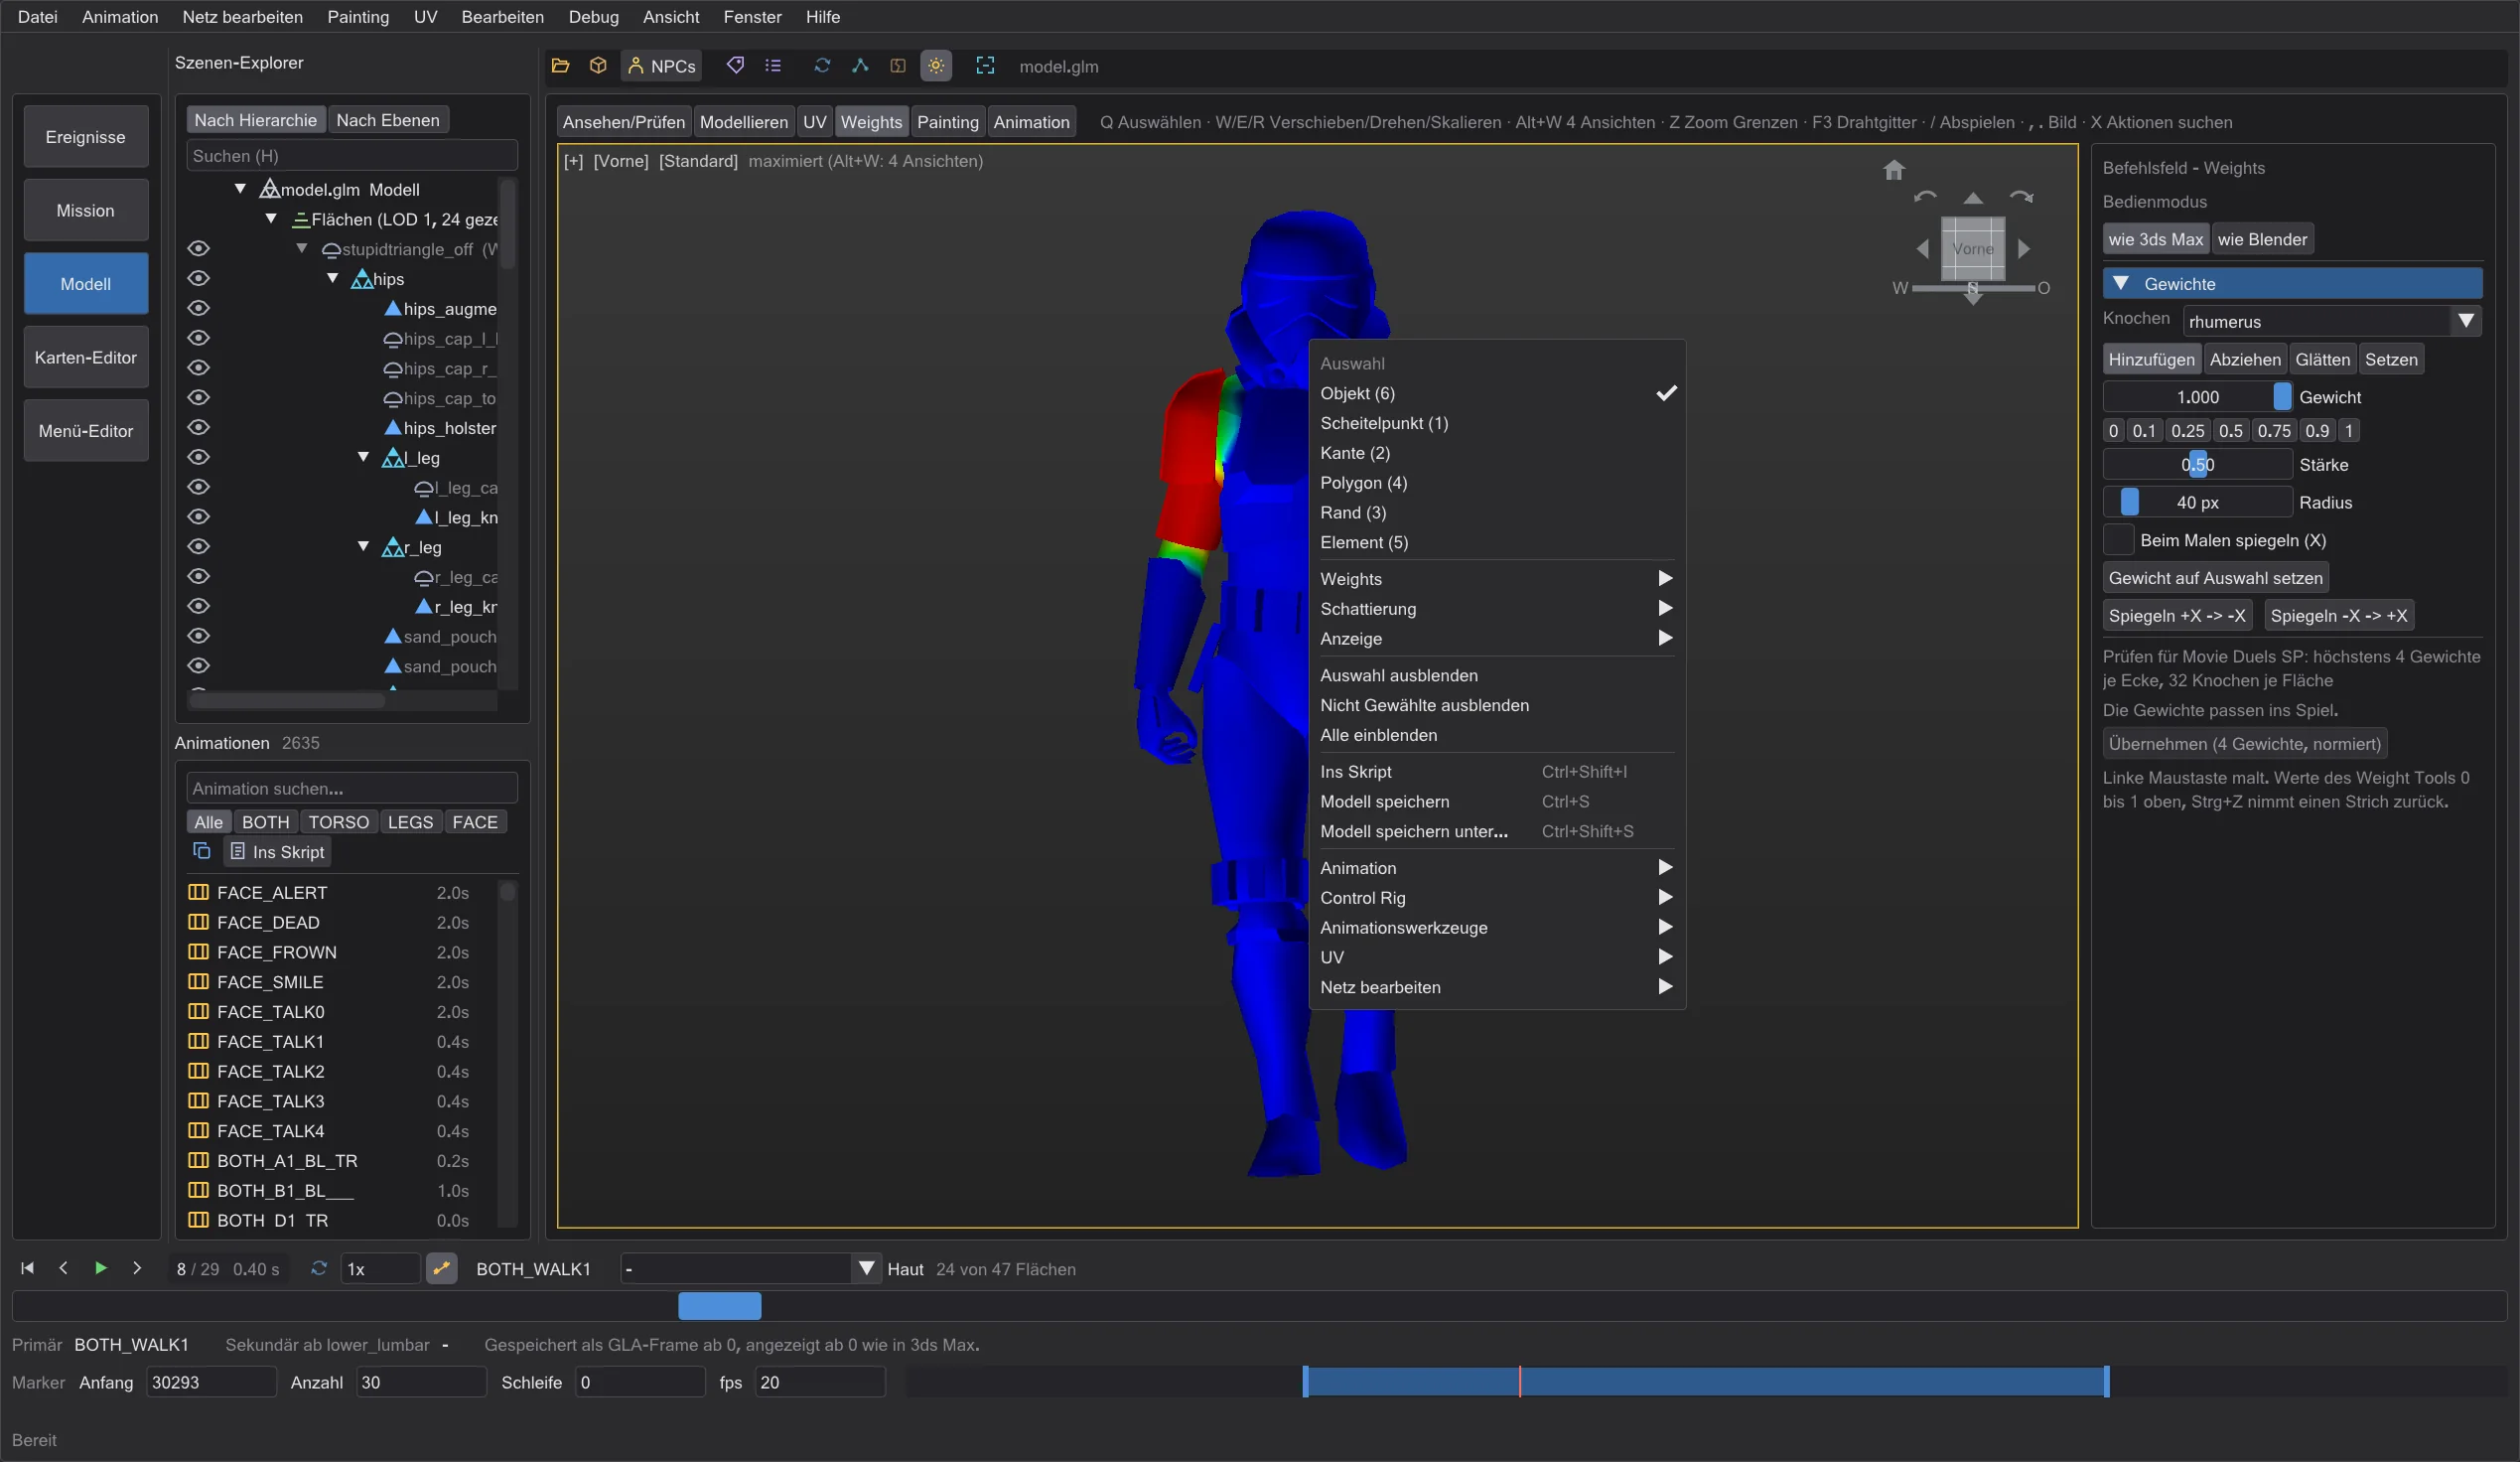 Datei Animation Netz bearbeiten Painting UV Bearbeiten Debug Ansicht Fenster Hilfe
Szenen-Explorer
NPCs
model.glm
Ereignisse
Mission
Modell
Karten-Editor
Menü-Editor
Nach Hierarchie Nach Ebenen
Suchen (H)
model.glm Modell
Flächen (LOD 1, 24 geze
stupidtriangle_off (W
hips
hips_augme
hips_cap_l_l
hips_cap_r_
hips_cap_to
hips_holster
l_leg
l_leg_ca
l_leg_kn
r_leg
r_leg_ca
r_leg_kn
sand_pouch
sand_pouch
Animationen 2635
Animation suchen...
Alle BOTH TORSO LEGS FACE
Ins Skript
FACE_ALERT 2.0s
FACE_DEAD 2.0s
FACE_FROWN 2.0s
FACE_SMILE 2.0s
FACE_TALK0 2.0s
FACE_TALK1 0.4s
FACE_TALK2 0.4s
FACE_TALK3 0.4s
FACE_TALK4 0.4s
BOTH_A1_BL_TR 0.2s
BOTH_B1_BL___ 1.0s
BOTH_D1_TR 0.0s
Ansehen/Prüfen Modellieren UV Weights Painting Animation
Q Auswählen · W/E/R Verschieben/Drehen/Skalieren · Alt+W 4 Ansichten · Z Zoom Grenzen · F3 Drahtgitter · / Abspielen · , . Bild · X Aktionen suchen
[+] [Vorne] [Standard] maximiert (Alt+W: 4 Ansichten)
Vorne
W S O
Auswahl
Objekt (6)
Scheitelpunkt (1)
Kante (2)
Polygon (4)
Rand (3)
Element (5)
Weights
Schattierung
Anzeige
Auswahl ausblenden
Nicht Gewählte ausblenden
Alle einblenden
Ins Skript Ctrl+Shift+I
Modell speichern Ctrl+S
Modell speichern unter... Ctrl+Shift+S
Animation
Control Rig
Animationswerkzeuge
UV
Netz bearbeiten
Befehlsfeld - Weights
Bedienmodus
wie 3ds Max wie Blender
Gewichte
Knochen rhumerus
Hinzufügen Abziehen Glätten Setzen
1.000 Gewicht
0 0.1 0.25 0.5 0.75 0.9 1
0.50 Stärke
40 px Radius
Beim Malen spiegeln (X)
Gewicht auf Auswahl setzen
Spiegeln +X -> -X Spiegeln -X -> +X
Prüfen für Movie Duels SP: höchstens 4 Gewichte
je Ecke, 32 Knochen je Fläche
Die Gewichte passen ins Spiel.
Übernehmen (4 Gewichte, normiert)
Linke Maustaste malt. Werte des Weight Tools 0
bis 1 oben, Strg+Z nimmt einen Strich zurück.
8 / 29 0.40 s 1x BOTH_WALK1 - Haut 24 von 47 Flächen
Primär BOTH_WALK1 Sekundär ab lower_lumbar - Gespeichert als GLA-Frame ab 0, angezeigt ab 0 wie in 3ds Max.
Marker Anfang 30293 Anzahl 30 Schleife 0 fps 20
Bereit